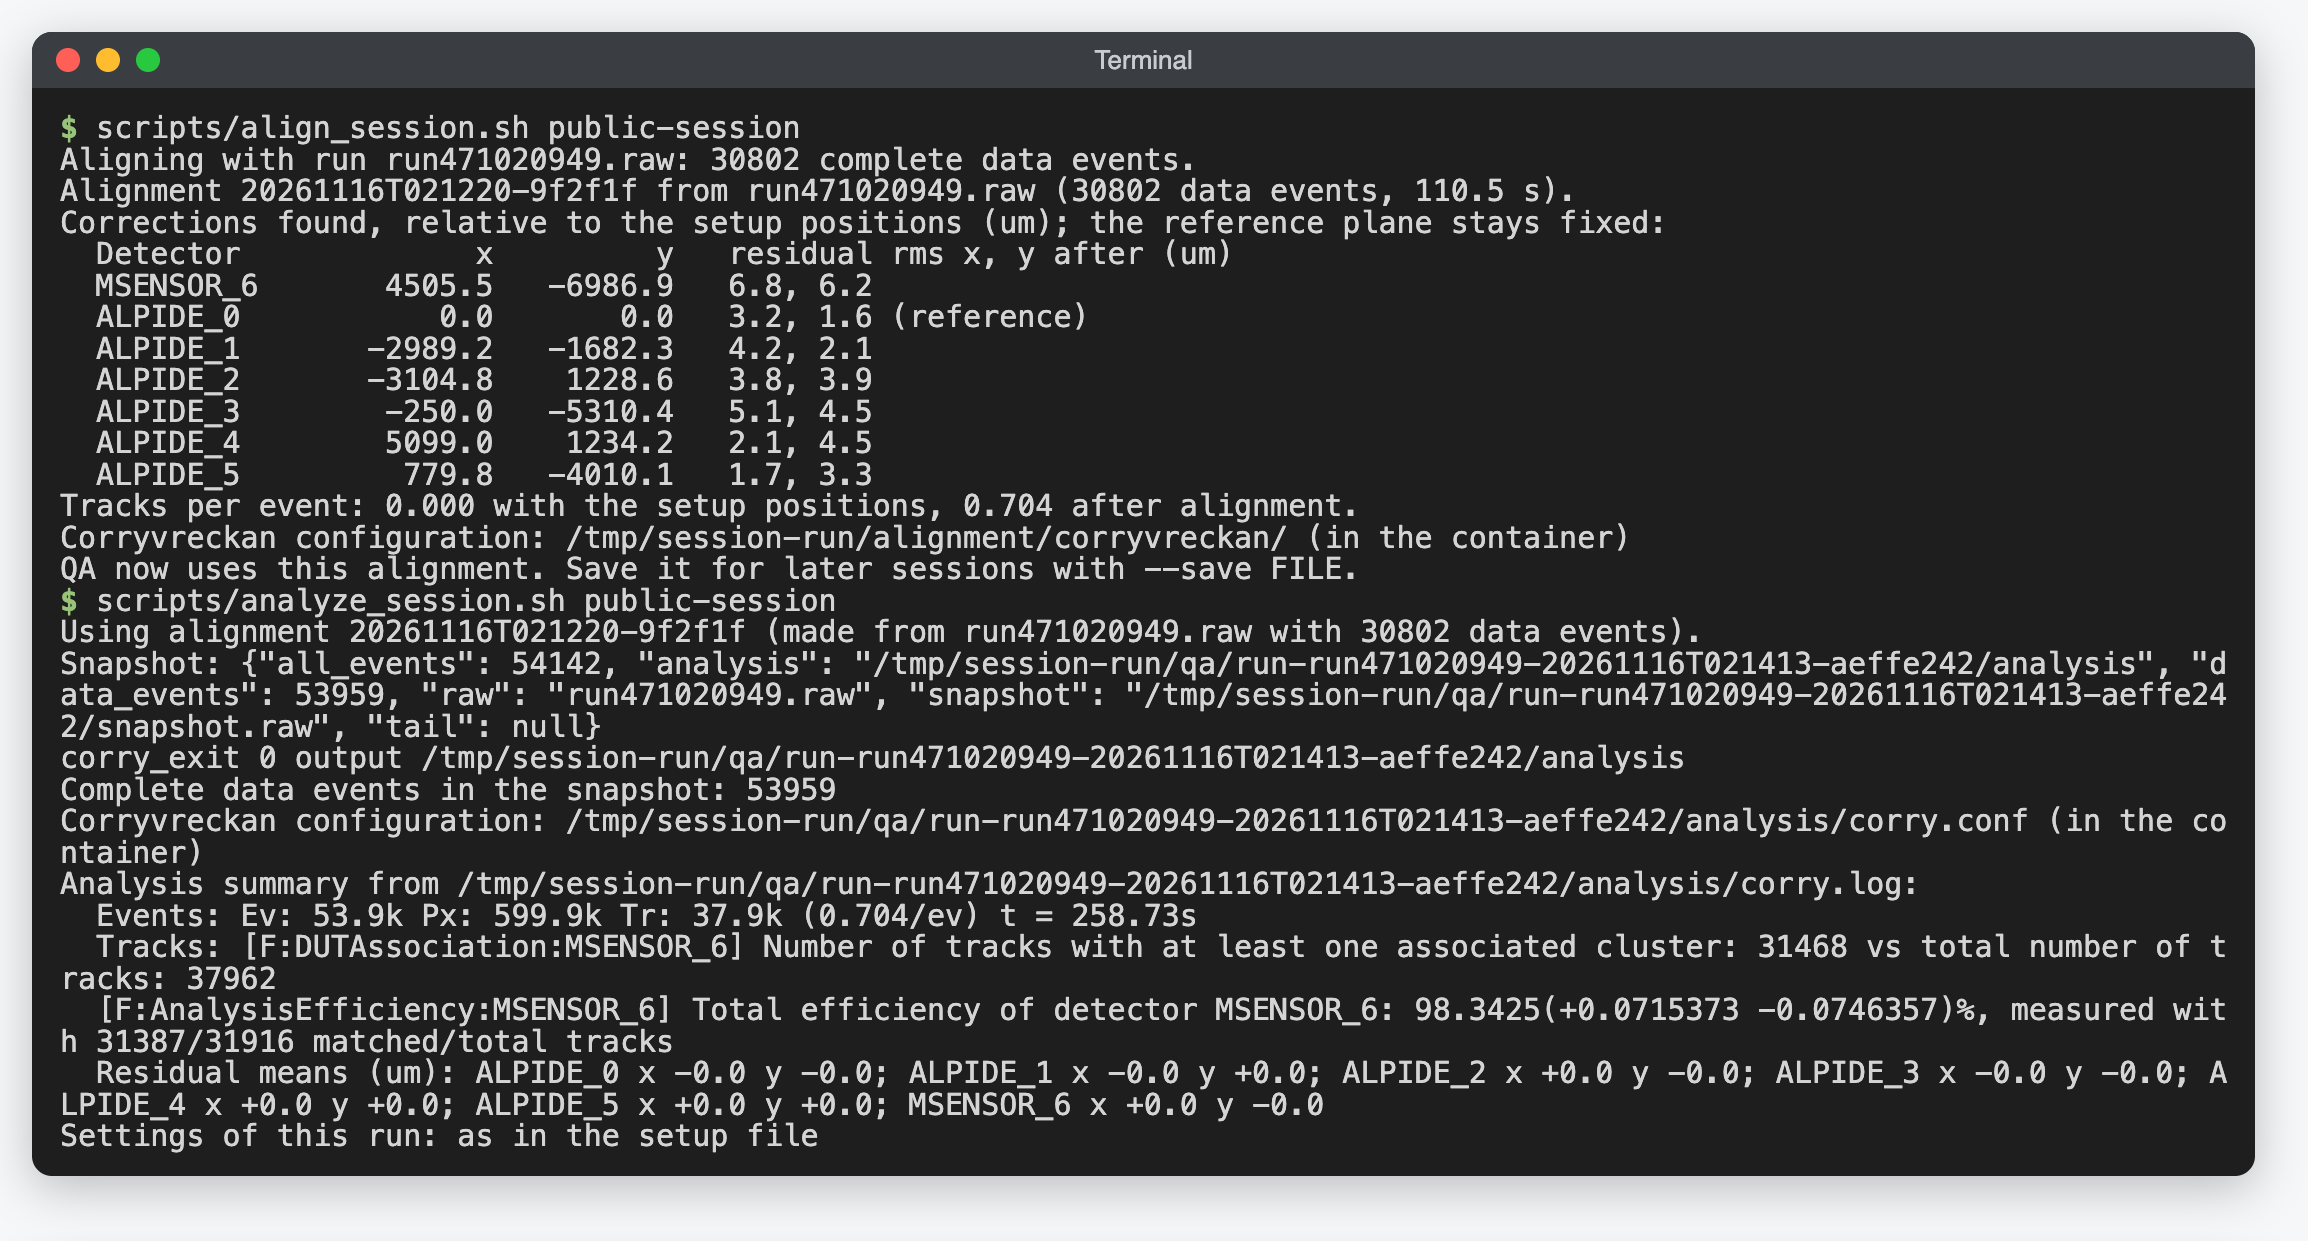 Terminal
$ scripts/align_session.sh public-session
Aligning with run run471020949.raw: 30802 complete data events.
Alignment 20261116T021220-9f2f1f from run471020949.raw (30802 data events, 110.5 s).
Corrections found, relative to the setup positions (um); the reference plane stays fixed:
  Detector             x         y   residual rms x, y after (um)
  MSENSOR_6       4505.5   -6986.9   6.8, 6.2
  ALPIDE_0           0.0       0.0   3.2, 1.6 (reference)
  ALPIDE_1       -2989.2   -1682.3   4.2, 2.1
  ALPIDE_2       -3104.8    1228.6   3.8, 3.9
  ALPIDE_3        -250.0   -5310.4   5.1, 4.5
  ALPIDE_4        5099.0    1234.2   2.1, 4.5
  ALPIDE_5         779.8   -4010.1   1.7, 3.3
Tracks per event: 0.000 with the setup positions, 0.704 after alignment.
Corryvreckan configuration: /tmp/session-run/alignment/corryvreckan/ (in the container)
QA now uses this alignment. Save it for later sessions with --save FILE.
$ scripts/analyze_session.sh public-session
Using alignment 20261116T021220-9f2f1f (made from run471020949.raw with 30802 data events).
Snapshot: {"all_events": 54142, "analysis": "/tmp/session-run/qa/run-run471020949-20261116T021413-aeffe242/analysis", "d
ata_events": 53959, "raw": "run471020949.raw", "snapshot": "/tmp/session-run/qa/run-run471020949-20261116T021413-aeffe24
2/snapshot.raw", "tail": null}
corry_exit 0 output /tmp/session-run/qa/run-run471020949-20261116T021413-aeffe242/analysis
Complete data events in the snapshot: 53959
Corryvreckan configuration: /tmp/session-run/qa/run-run471020949-20261116T021413-aeffe242/analysis/corry.conf (in the co
ntainer)
Analysis summary from /tmp/session-run/qa/run-run471020949-20261116T021413-aeffe242/analysis/corry.log:
  Events: Ev: 53.9k Px: 599.9k Tr: 37.9k (0.704/ev) t = 258.73s
  Tracks: [F:DUTAssociation:MSENSOR_6] Number of tracks with at least one associated cluster: 31468 vs total number of t
racks: 37962
  [F:AnalysisEfficiency:MSENSOR_6] Total efficiency of detector MSENSOR_6: 98.3425(+0.0715373 -0.0746357)%, measured wit
h 31387/31916 matched/total tracks
  Residual means (um): ALPIDE_0 x -0.0 y -0.0; ALPIDE_1 x -0.0 y +0.0; ALPIDE_2 x +0.0 y -0.0; ALPIDE_3 x -0.0 y -0.0; A
LPIDE_4 x +0.0 y +0.0; ALPIDE_5 x +0.0 y +0.0; MSENSOR_6 x +0.0 y -0.0
Settings of this run: as in the setup file